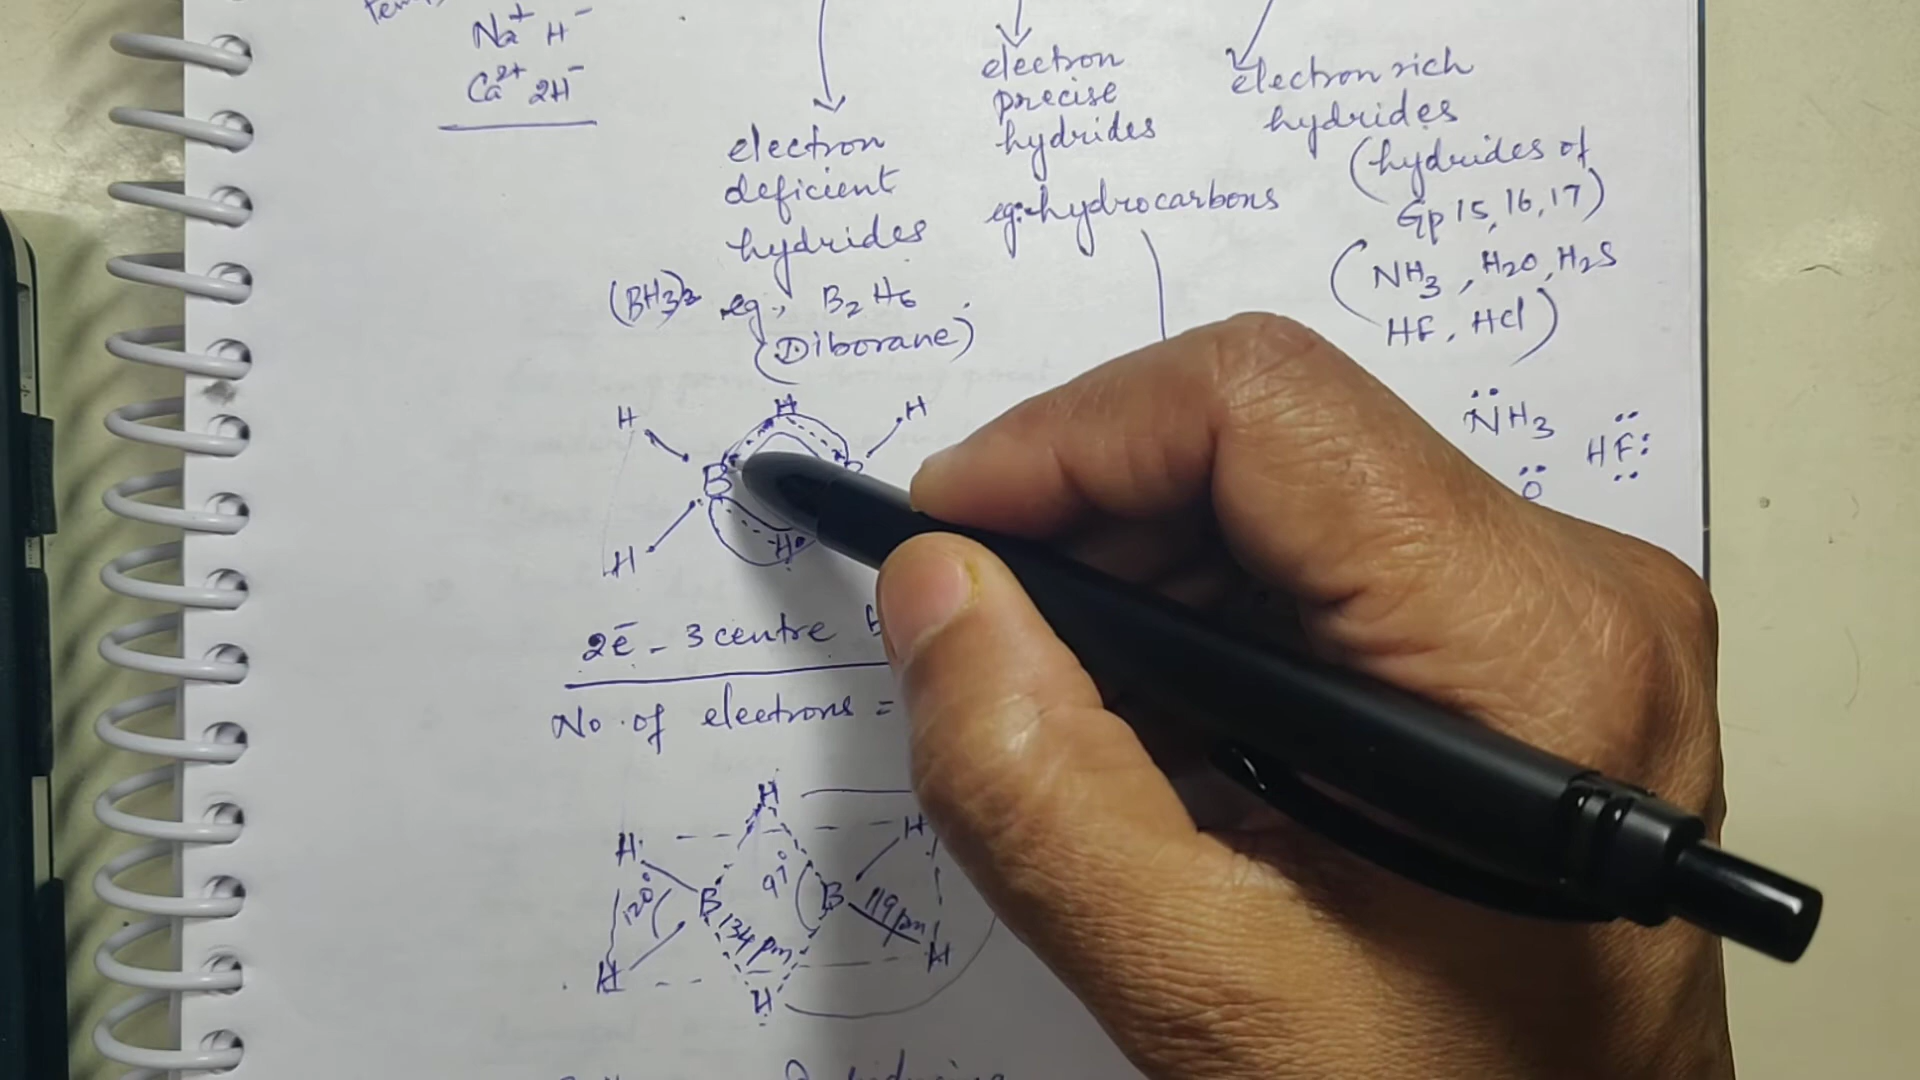 Na⁺ H⁻
Ca²⁺ 2H⁻
electron
deficient
hydrides
(BH₃)₂ eg., B₂H₆
(Diborane)
electron
precise
hydrides
eg:- hydrocarbons
electron rich
hydrides
(hydrides of
Gp 15, 16, 17)
(NH₃, H₂O, H₂S
HF, HCl)
H H H
B
H H
NH₃ HF
O
2e⁻ - 3 centre
No. of electrons =
H
H H
120° B 97° B 119 pm
134 pm
H H
H